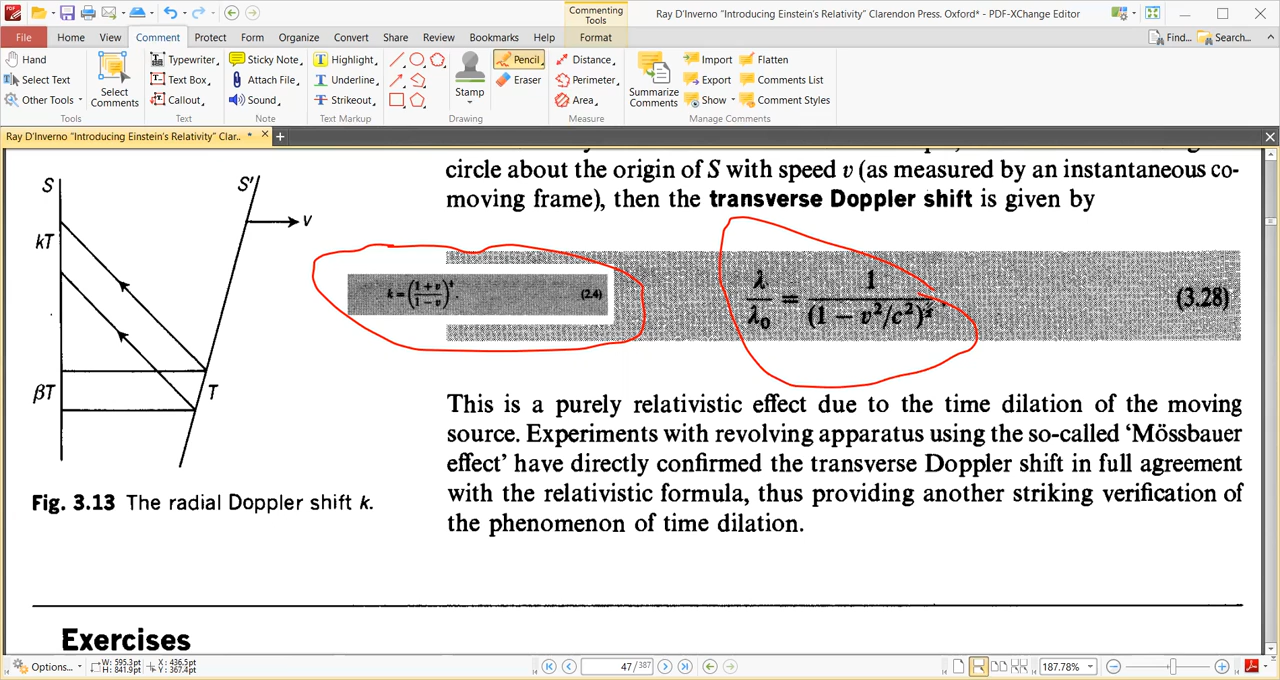 Commenting
Tools
Ray D'Inverno "Introducing Einstein's Relativity" Clarendon Press. Oxford* - PDF-XChange Editor
File Home View Comment Protect Form Organize Convert Share Review Bookmarks Help Format
Find...
Search...
Hand
Select Text
Other Tools
Select
Comments
Tools
Typewriter
Text Box
Callout
Text
Sticky Note
Attach File
Sound
Note
Highlight
Underline
Strikeout
Text Markup
Stamp
Pencil
Eraser
Drawing
Distance
Perimeter
Area
Measure
Summarize
Comments
Import
Export
Show
Flatten
Comments List
Comment Styles
Manage Comments
Ray D'Inverno "Introducing Einstein's Relativity" Clar.. *
circle about the origin of S with speed v (as measured by an instantaneous co-
moving frame), then the transverse Doppler shift is given by
S
S'
v
kT
βT
T
k = ((1 + v)/(1 − v))^½. (2.4)
λ/λ0 = 1/(1 − v²/c²)^½. (3.28)
Fig. 3.13 The radial Doppler shift k.
This is a purely relativistic effect due to the time dilation of the moving
source. Experiments with revolving apparatus using the so-called 'Mössbauer
effect' have directly confirmed the transverse Doppler shift in full agreement
with the relativistic formula, thus providing another striking verification of
the phenomenon of time dilation.
Exercises
Options...
W: 595.3pt
H: 841.9pt
X: 436.5pt
Y: 367.4pt
47 / 387
187.78%